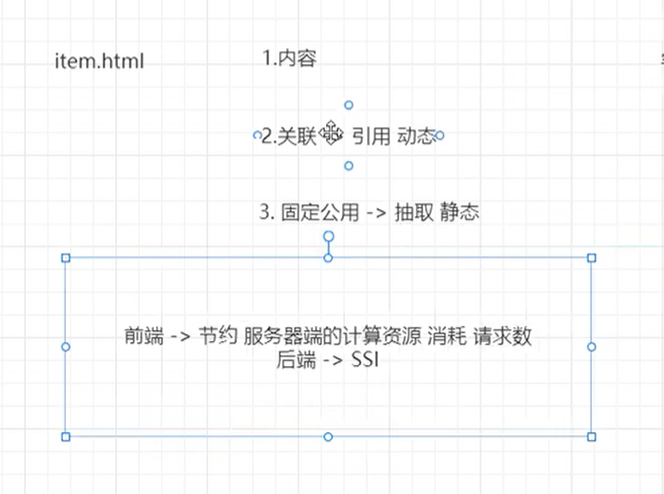 item.html
1.内容
2.关联 引用 动态
3. 固定公用 -> 抽取 静态
前端 -> 节约 服务器端的计算资源 消耗 请求数
后端 -> SSI